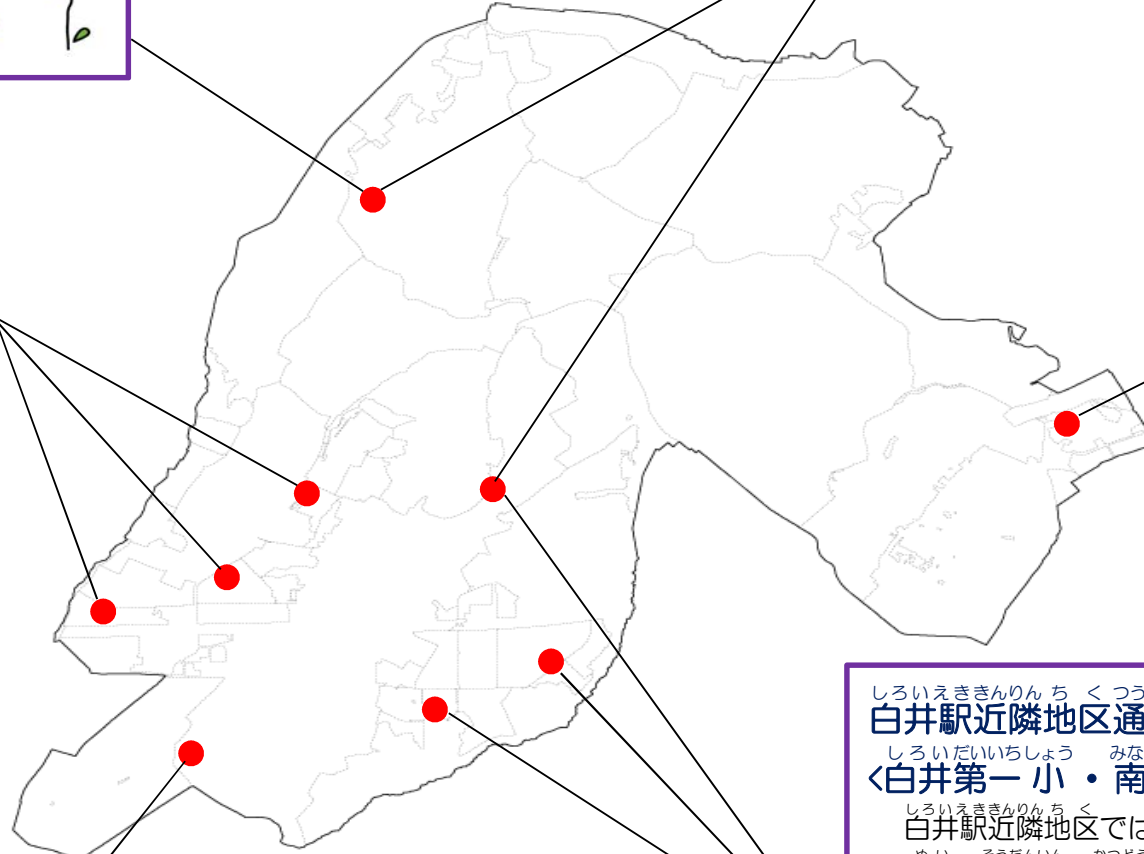 しろいえききんりんちくつう
白井駅近隣地区通
しろいだいいちしょう みな
<白井第一小・南
しろいえききんりんちく
白井駅近隣地区では